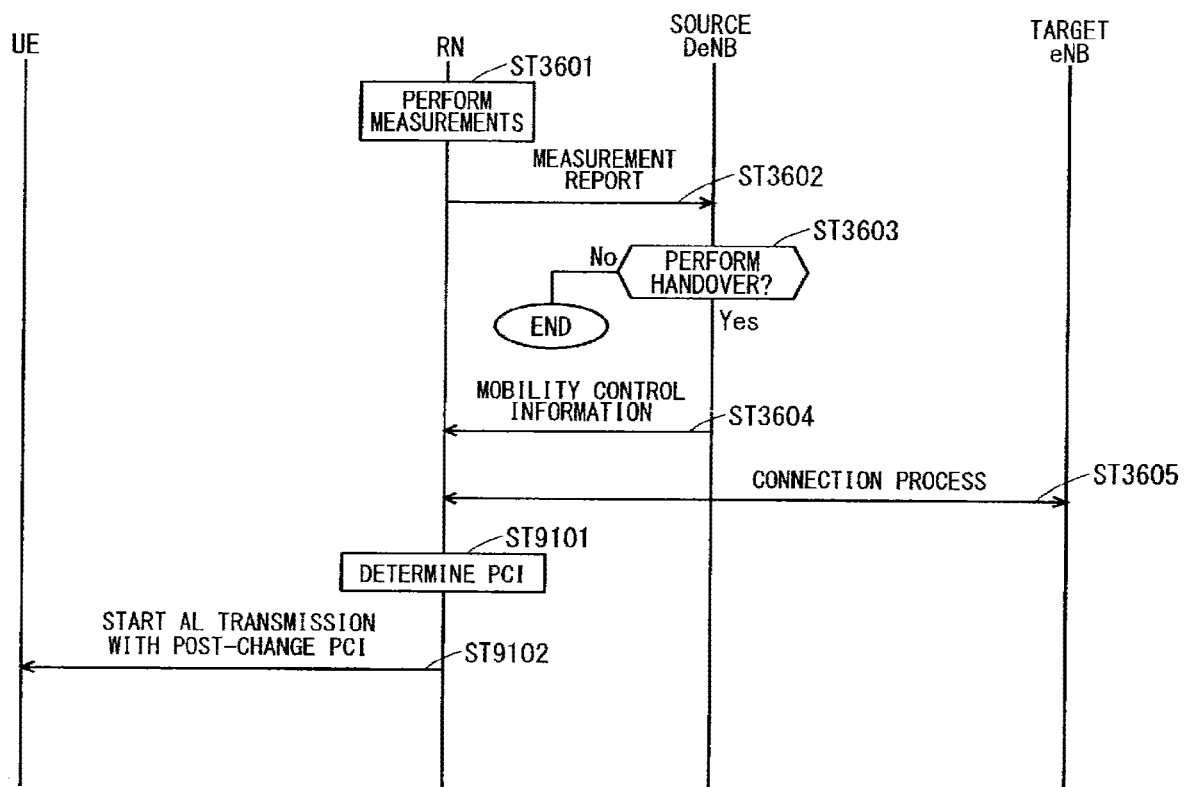 UE
RN
SOURCE
DeNB
TARGET
eNB
ST3601
PERFORM
MEASUREMENTS
MEASUREMENT
REPORT
ST3602
ST3603
No
PERFORM
HANDOVER?
END
Yes
MOBILITY CONTROL
INFORMATION
ST3604
CONNECTION PROCESS
ST3605
ST9101
DETERMINE PCI
START AL TRANSMISSION
WITH POST-CHANGE PCI
ST9102